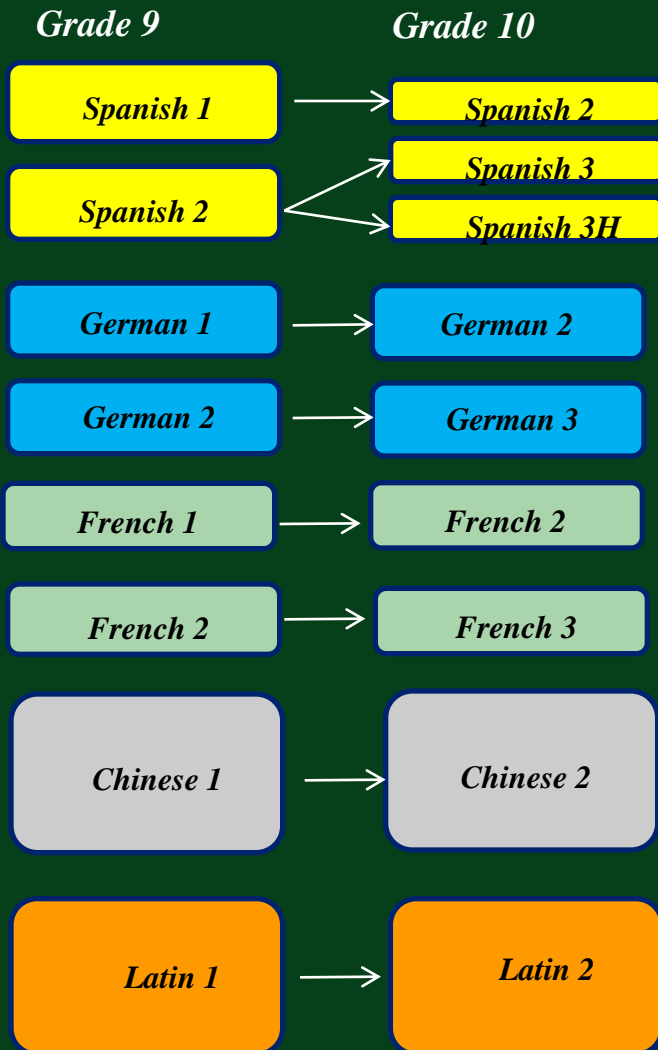 Grade 9 Grade 10
Spanish 1 Spanish 2
Spanish 3
Spanish 2
Spanish 3H
German 1 German 2
German 2 German 3
French 1 French 2
French 2 French 3
Chinese 1 Chinese 2
Latin 1 Latin 2